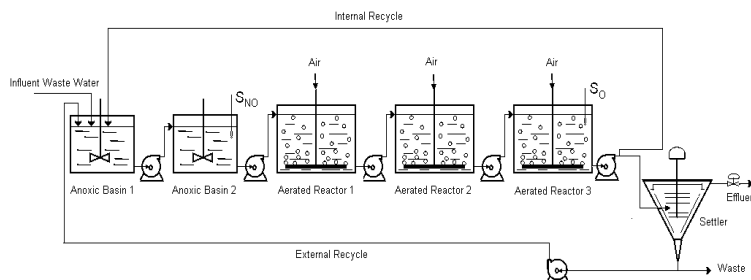 Internal Recycle
Air
Air
Air
Influent Waste Water
S_NO
S_O
Anoxic Basin 1
Anoxic Basin 2
Aerated Reactor 1
Aerated Reactor 2
Aerated Reactor 3
Effluen
Settler
External Recycle
Waste